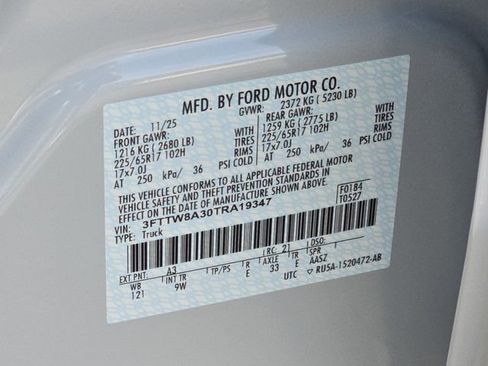 MFD. BY FORD MOTOR CO.
DATE: 11/25 GVWR: 2372 KG ( 5230 LB)
FRONT GAWR: REAR GAWR:
1216 KG ( 2680 LB) WITH 1259 KG ( 2775 LB) WITH
225/65R17 102H TIRES 225/65R17 102H TIRES
17x7.0J RIMS 17x7.0J RIMS
AT 250 kPa/ 36 PSI COLD AT 250 kPa/ 36 PSI COLD
THIS VEHICLE CONFORMS TO ALL APPLICABLE FEDERAL MOTOR
VEHICLE SAFETY AND THEFT PREVENTION STANDARDS IN
EFFECT ON THE DATE OF MANUFACTURE SHOWN ABOVE.
VIN: 3FTTW8A30TRA19347 F0184
TYPE: Truck T0527
EXT PNT: A3 RC: 21 DSO:
WB R TP/PS R AXLE TR SPR
121 9W E 33 E AASZ
UTC RU5A-1520472-AB